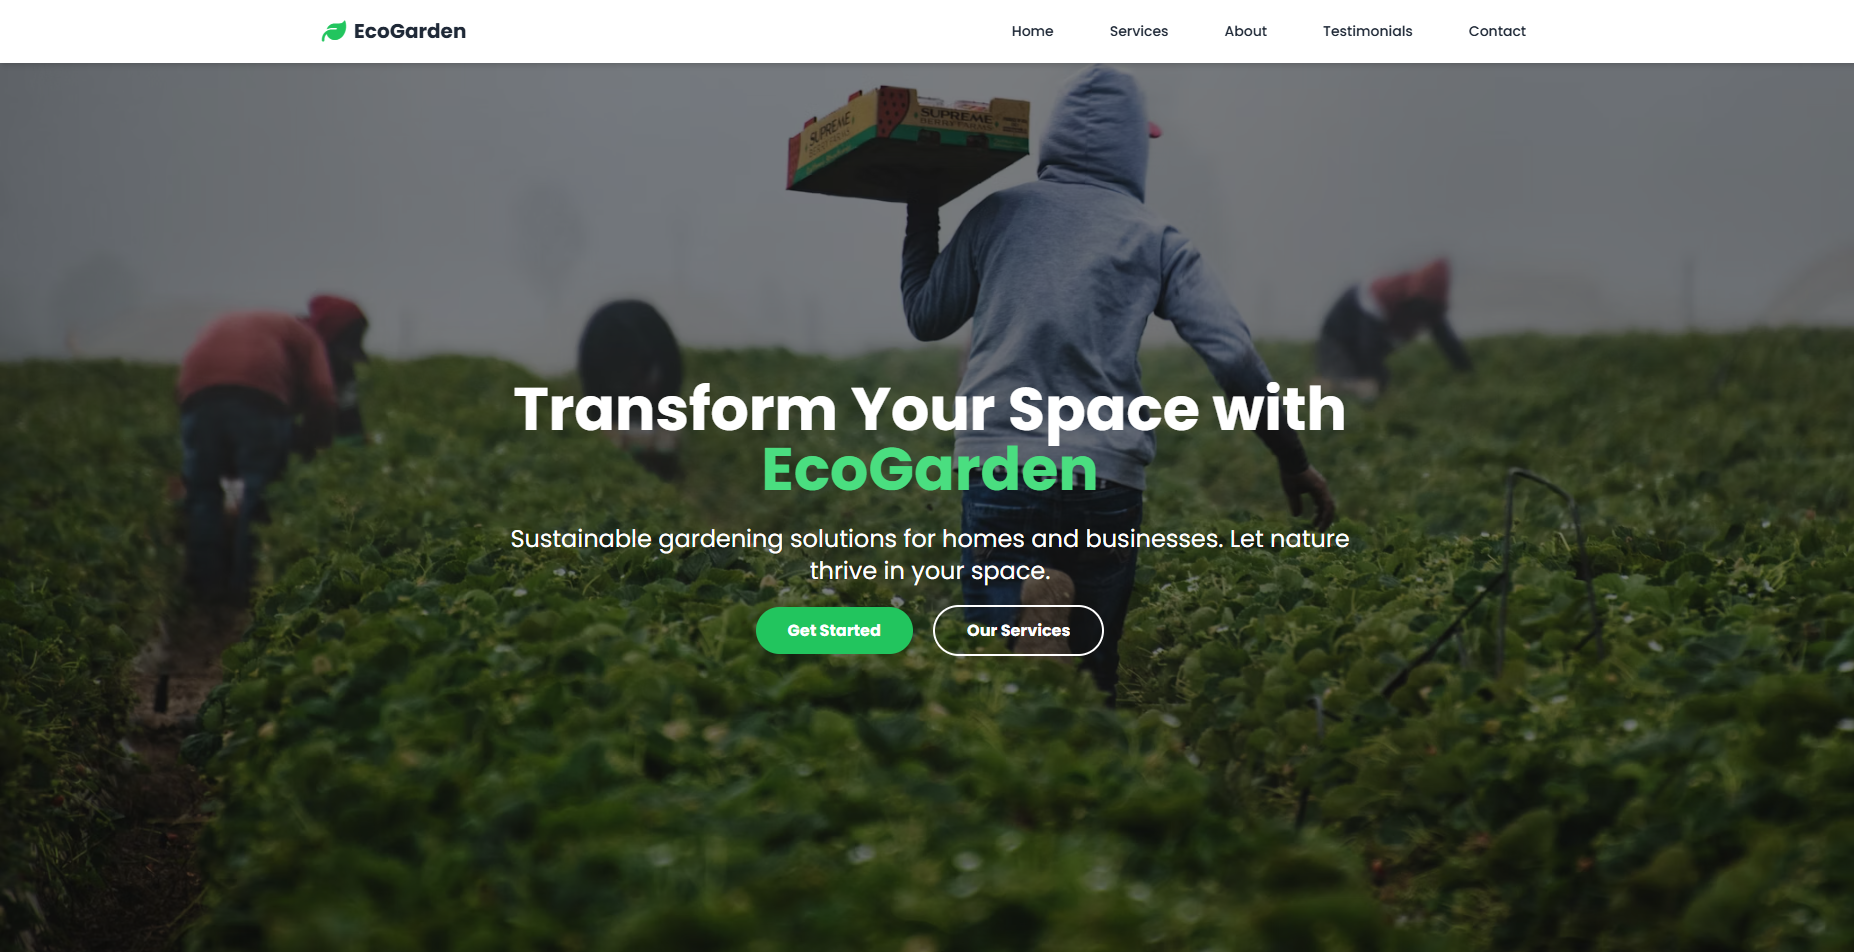 EcoGarden
Home Services About Testimonials Contact
SUPREME
SUPREME
Transform Your Space with
EcoGarden
Sustainable gardening solutions for homes and businesses. Let nature
thrive in your space.
Get Started
Our Services